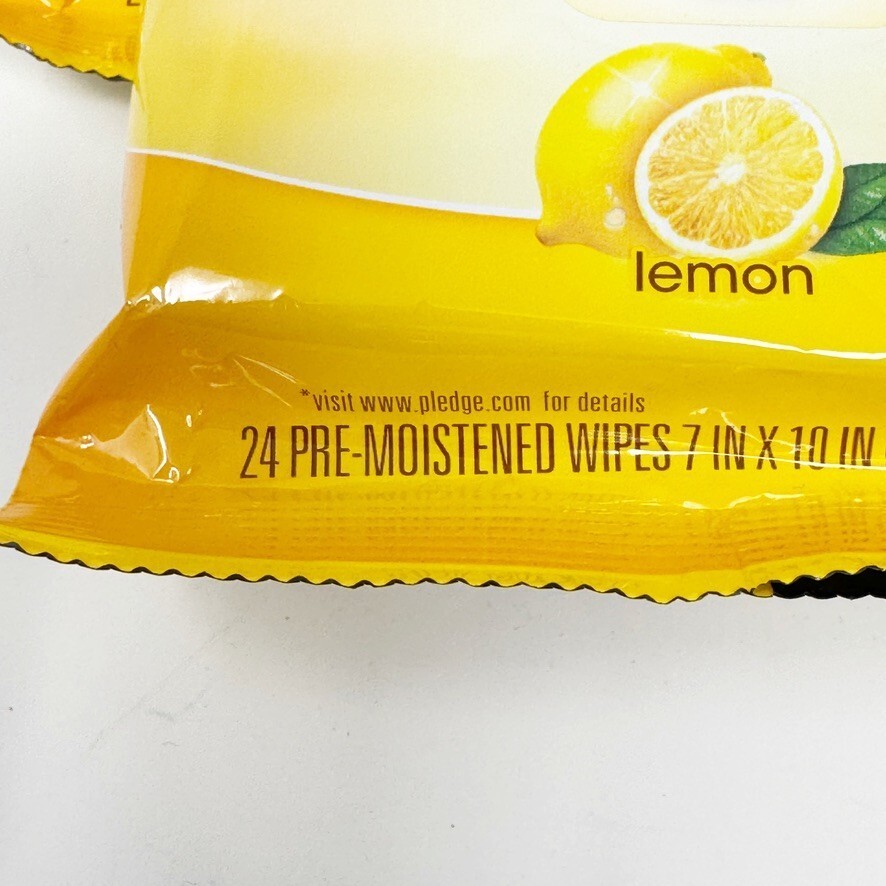 lemon
*visit www.pledge.com for details
24 PRE-MOISTENED WIPES 7 IN X 10 IN